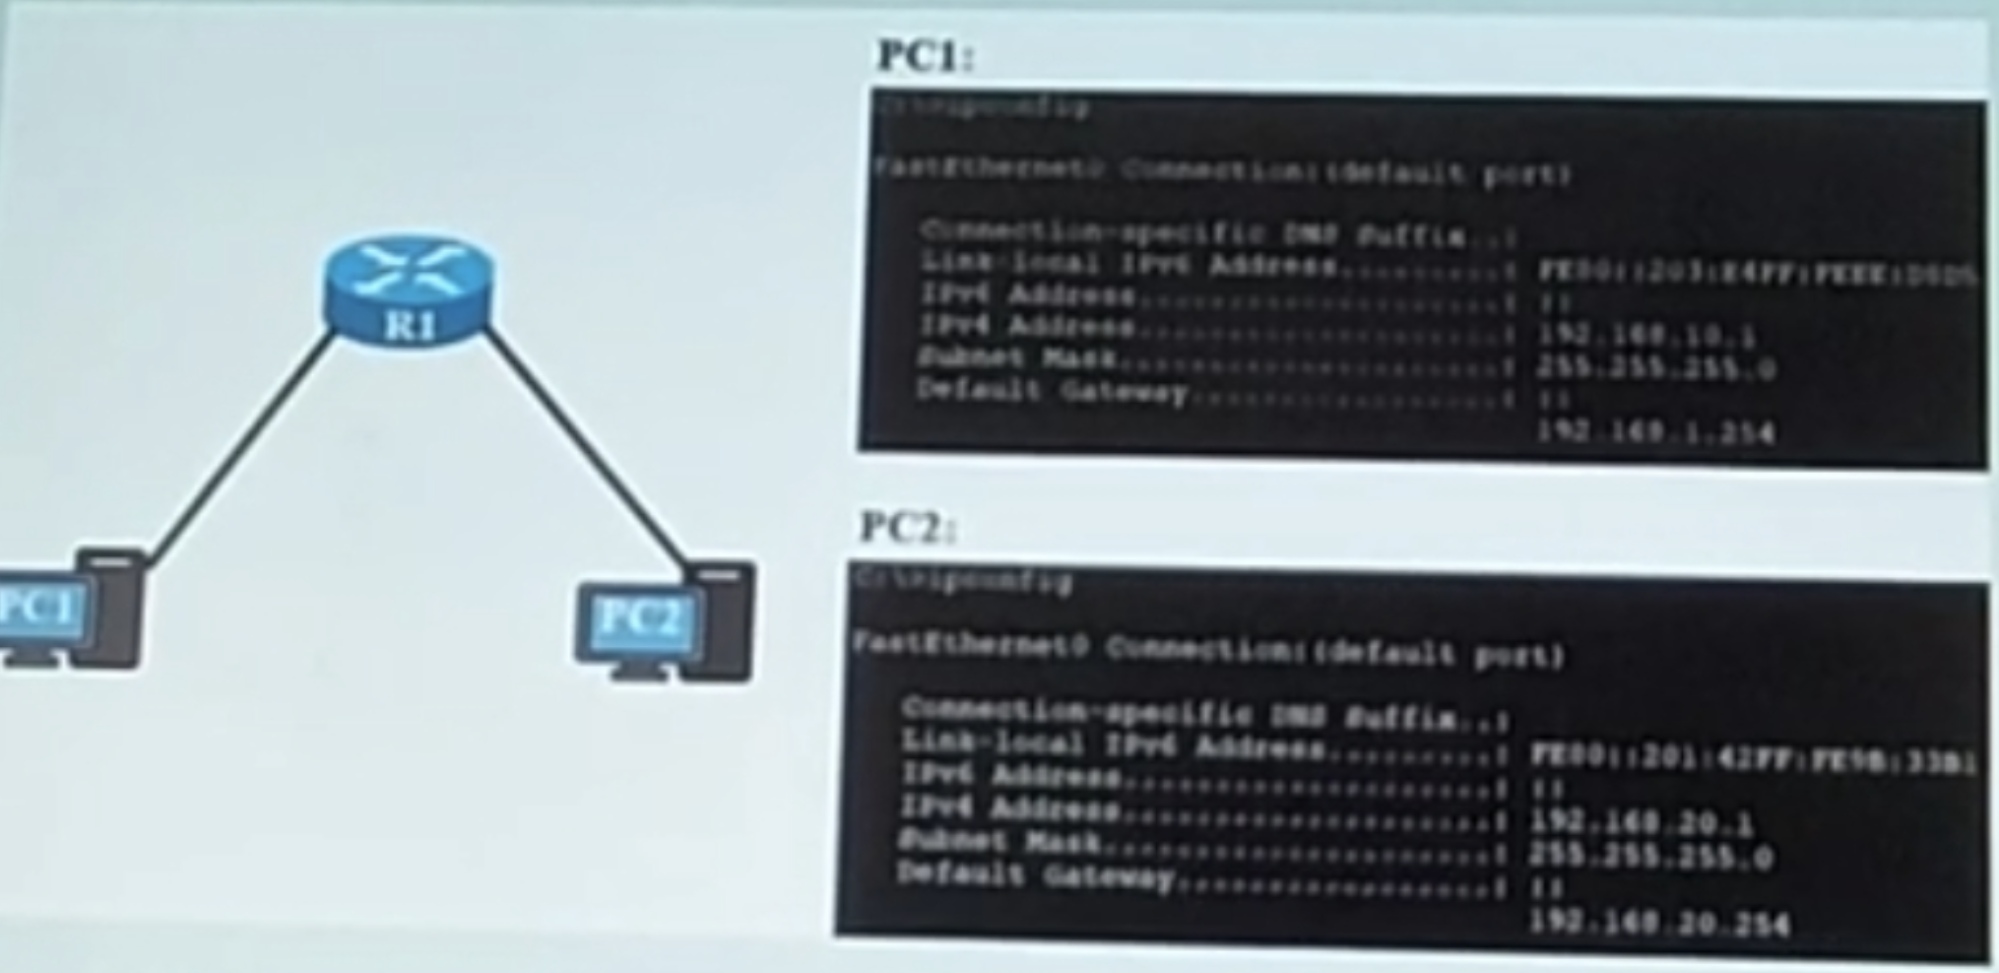 PC1:
C:\>ipconfig
FastEthernet0 Connection:(default port)
Connection-specific DNS Suffix..:
Link-local IPv6 Address.........: FE80::203:E4FF:FEEE:D5D5
IPv6 Address....................: ::
IPv4 Address....................: 192.168.10.1
Subnet Mask.....................: 255.255.255.0
Default Gateway.................: ::
192.168.1.254
R1
PC1
PC2
PC2:
C:\>ipconfig
FastEthernet0 Connection:(default port)
Connection-specific DNS Suffix..:
Link-local IPv6 Address.........: FE80::201:42FF:FE9B:33B1
IPv6 Address....................: ::
IPv4 Address....................: 192.168.20.1
Subnet Mask.....................: 255.255.255.0
Default Gateway.................: ::
192.168.20.254